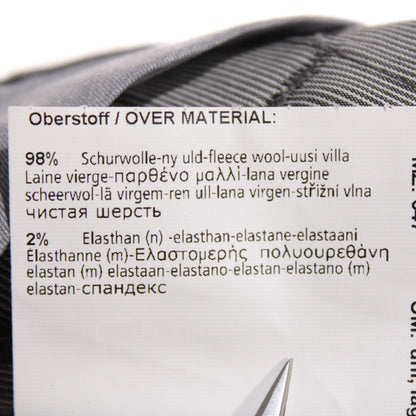 Oberstoff / OVER MATERIAL:
98% Schurwolle-ny uld-fleece wool-uusi villa
Laine vierge-παρθένο μαλλί-lana vergine
scheerwol-lã virgem-ren ull-lana virgen-střižní vlna
чистая шерсть
2% Elasthan (n) -elasthan-elastane-elastaani
Elasthanne (m)-Ελαστομερής πολυουρεθάνη
elastan (m) elastaan-elastano-elastan-elastano (m)
elastan-спандекс